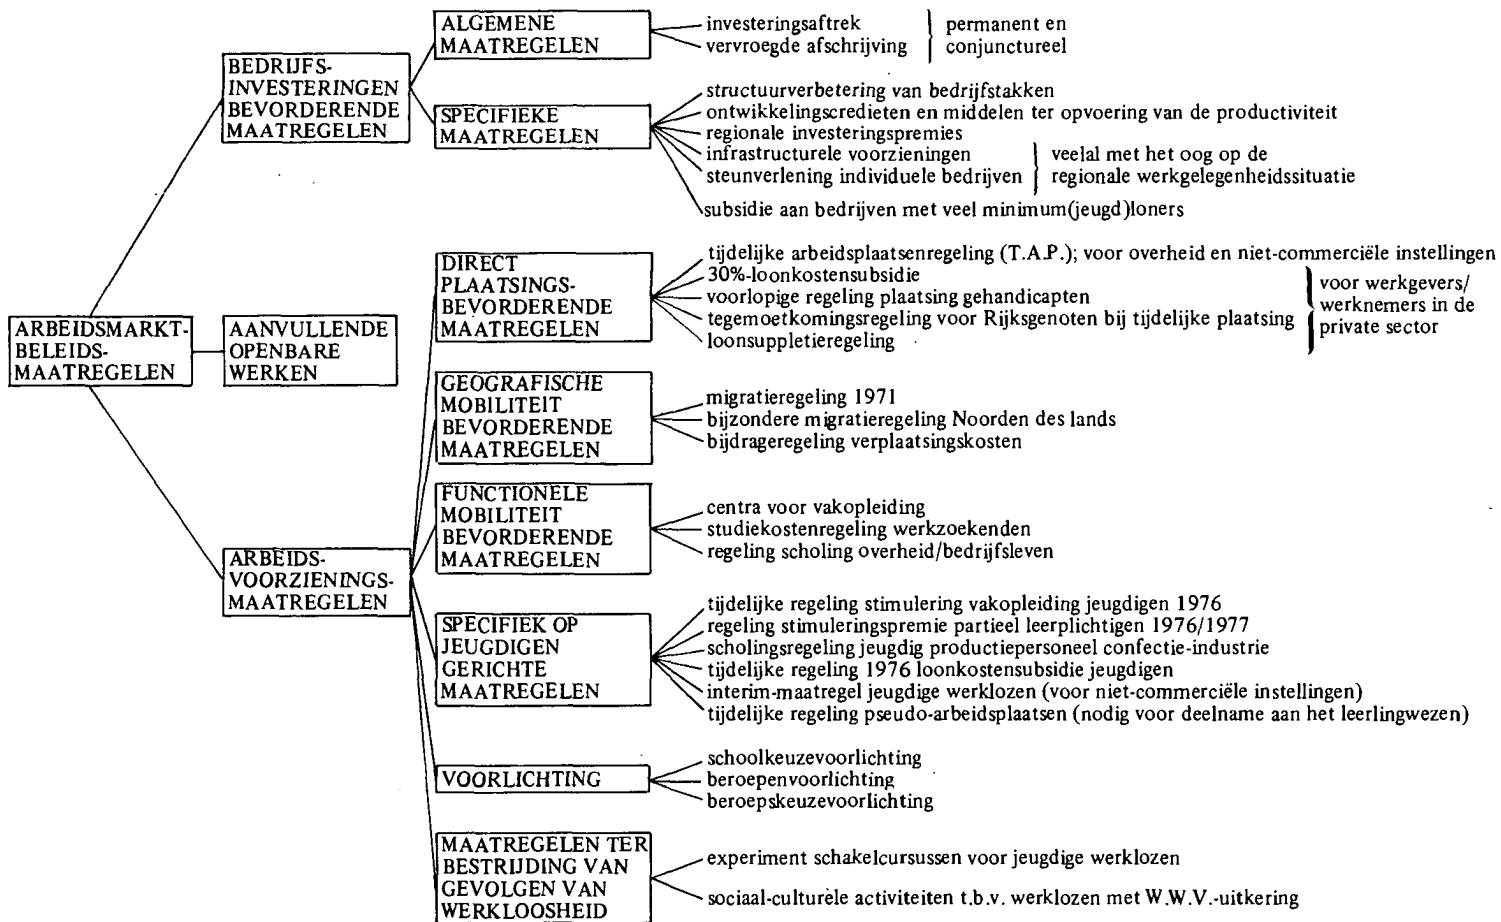 ARBEIDSMARKT-
BELEIDS-
MAATREGELEN
BEDRIJFS-
INVESTERINGEN
BEVORDERENDE
MAATREGELEN
ALGEMENE
MAATREGELEN
investeringsaftrek
vervroegde afschrijving
permanent en
conjunctureel
SPECIFIEKE
MAATREGELEN
structuurverbetering van bedrijfstakken
ontwikkelingscredieten en middelen ter opvoering van de productiviteit
regionale investeringspremies
infrastructurele voorzieningen
steunverlening individuele bedrijven
veelal met het oog op de
regionale werkgelegenheidssituatie
subsidie aan bedrijven met veel minimum(jeugd)loners
AANVULLENDE
OPENBARE
WERKEN
ARBEIDS-
VOORZIENINGS-
MAATREGELEN
DIRECT
PLAATSINGS-
BEVORDERENDE
MAATREGELEN
tijdelijke arbeidsplaatsenregeling (T.A.P.); voor overheid en niet-commerciële instellingen
30%-loonkostensubsidie
voorlopige regeling plaatsing gehandicapten
tegemoetkomingsregeling voor Rijksgenoten bij tijdelijke plaatsing
loonsuppletieregeling
voor werkgevers/
werknemers in de
private sector
GEOGRAFISCHE
MOBILITEIT
BEVORDERENDE
MAATREGELEN
migratieregeling 1971
bijzondere migratieregeling Noorden des lands
bijdrageregeling verplaatsingskosten
FUNCTIONELE
MOBILITEIT
BEVORDERENDE
MAATREGELEN
centra voor vakopleiding
studiekostenregeling werkzoekenden
regeling scholing overheid/bedrijfsleven
SPECIFIEK OP
JEUGDIGEN
GERICHTE
MAATREGELEN
tijdelijke regeling stimulering vakopleiding jeugdigen 1976
regeling stimuleringspremie partieel leerplichtigen 1976/1977
scholingsregeling jeugdig productiepersoneel confectie-industrie
tijdelijke regeling 1976 loonkostensubsidie jeugdigen
interim-maatregel jeugdige werklozen (voor niet-commerciële instellingen)
tijdelijke regeling pseudo-arbeidsplaatsen (nodig voor deelname aan het leerlingwezen)
VOORLICHTING
schoolkeuzevoorlichting
beroepenvoorlichting
beroepskeuzevoorlichting
MAATREGELEN TER
BESTRIJDING VAN
GEVOLGEN VAN
WERKLOOSHEID
experiment schakelcursussen voor jeugdige werklozen
sociaal-culturele activiteiten t.b.v. werklozen met W.W.V.-uitkering